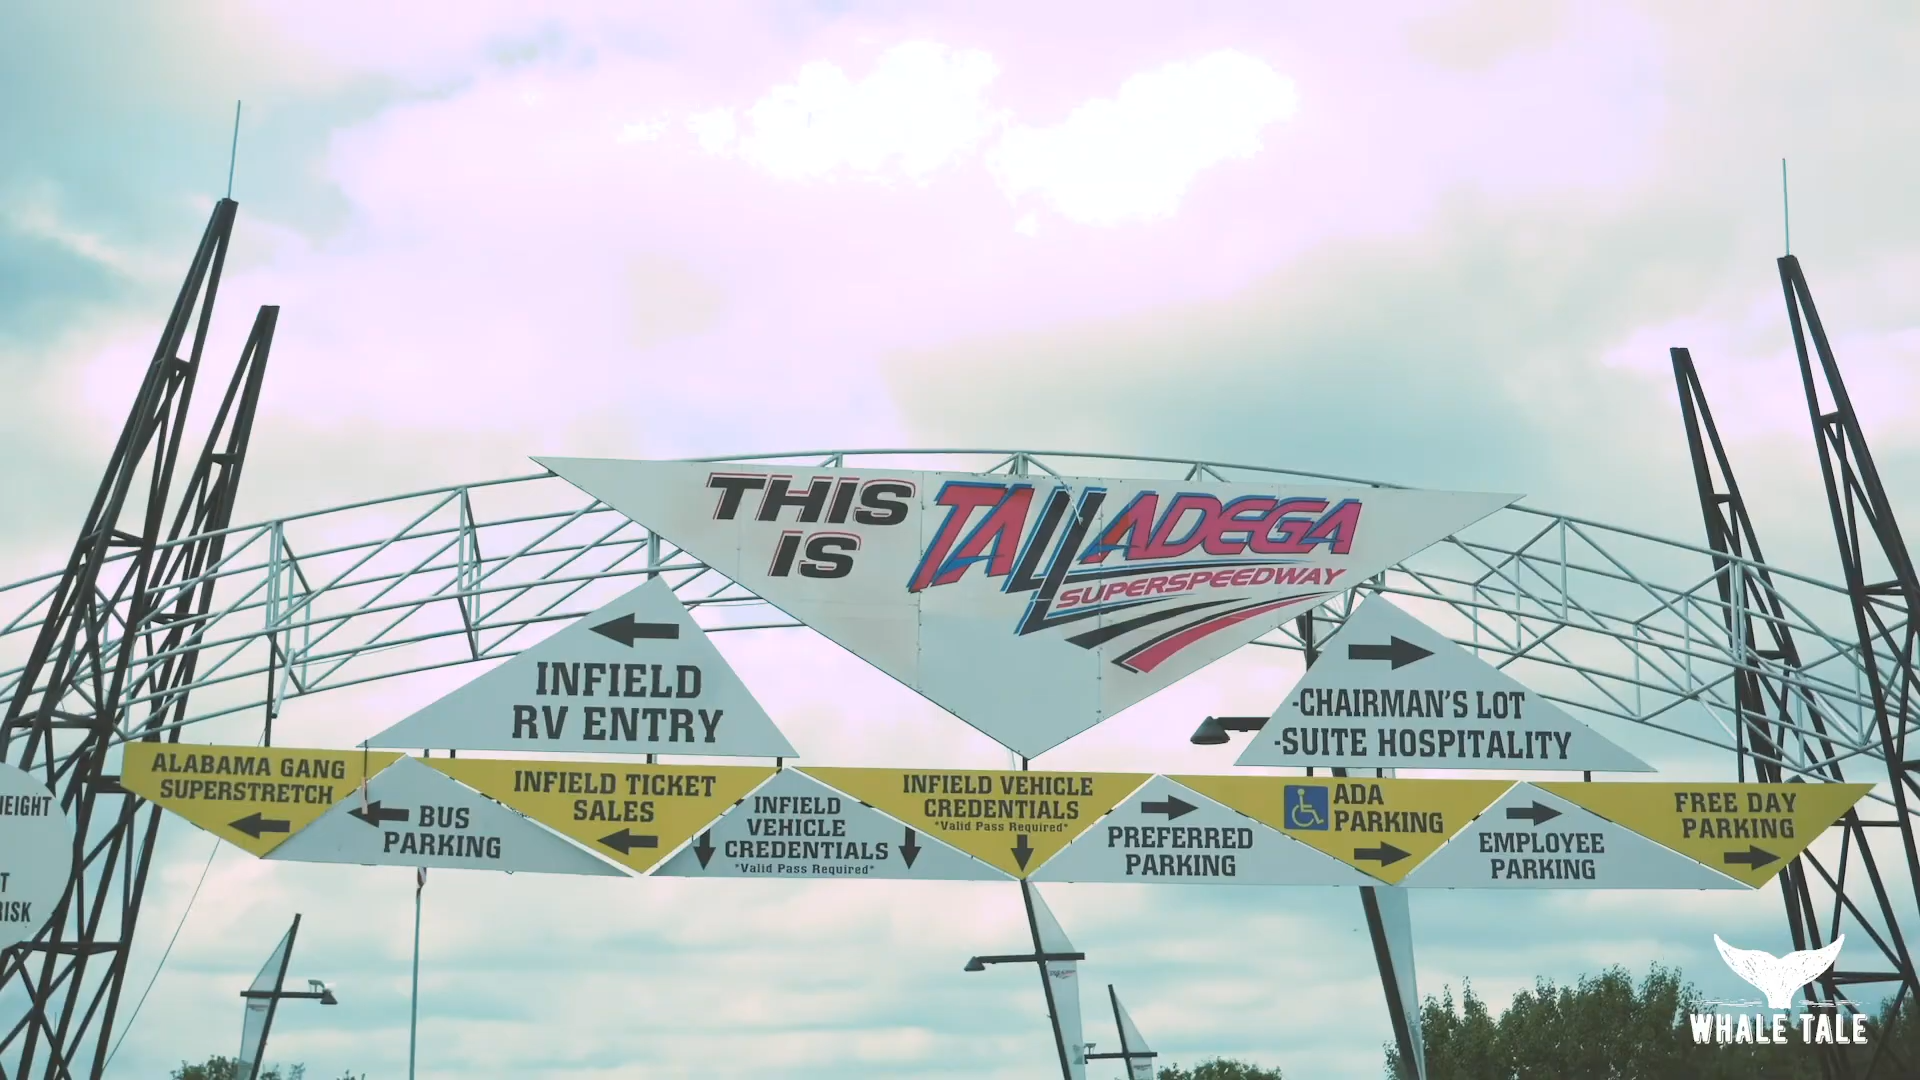 THIS
IS
TALLADEGA
SUPERSPEEDWAY
INFIELD
RV ENTRY
-CHAIRMAN'S LOT
-SUITE HOSPITALITY
ALABAMA GANG
SUPERSTRETCH
BUS
PARKING
INFIELD TICKET
SALES
INFIELD
VEHICLE
CREDENTIALS
*Valid Pass Required*
INFIELD VEHICLE
CREDENTIALS
*Valid Pass Required*
PREFERRED
PARKING
ADA
PARKING
EMPLOYEE
PARKING
FREE DAY
PARKING
RISK
WHALE TALE